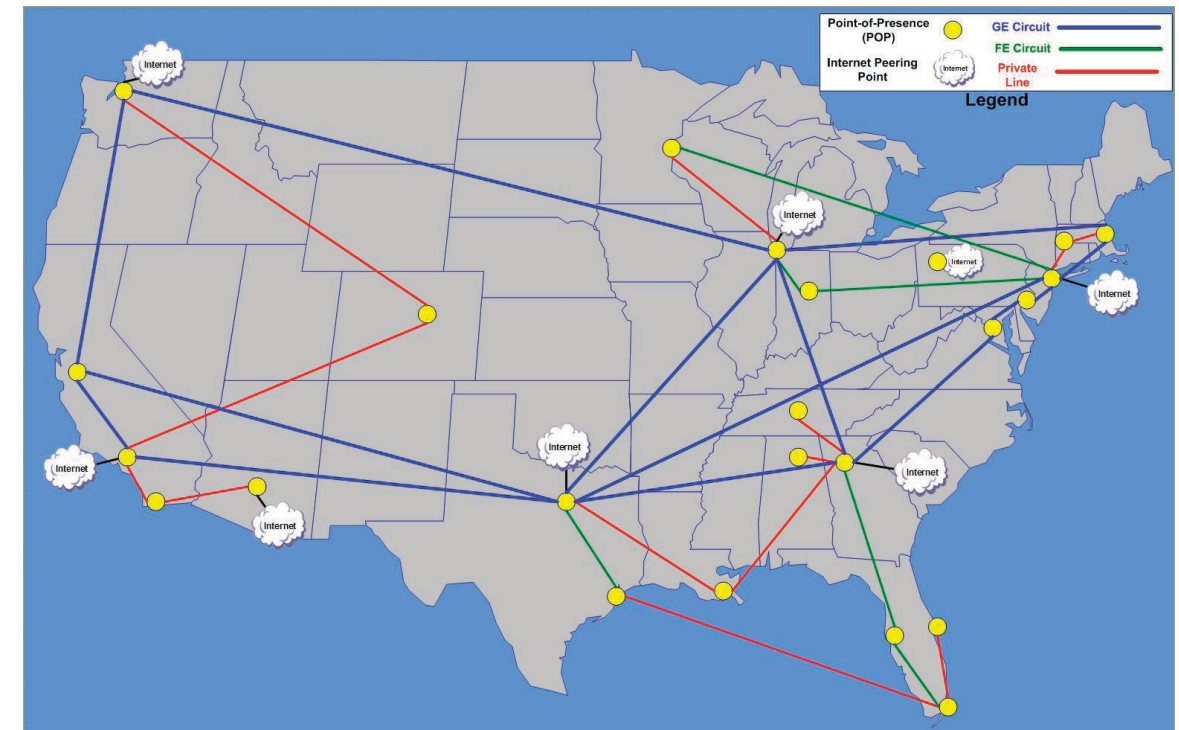 Point-of-Presence
(POP)
GE Circuit
FE Circuit
Internet Peering
Point
Internet
Private
Line
Legend
Internet
Internet
Internet
Internet
Internet
Internet
Internet
Internet